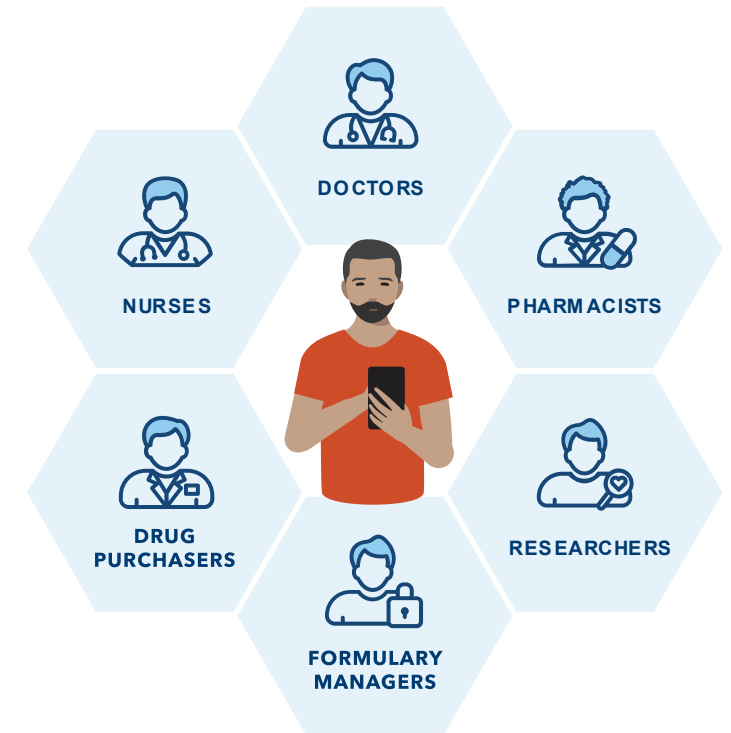 DOCTORS
NURSES
PHARMACISTS
DRUG
PURCHASERS
RESEARCHERS
FORMULARY
MANAGERS